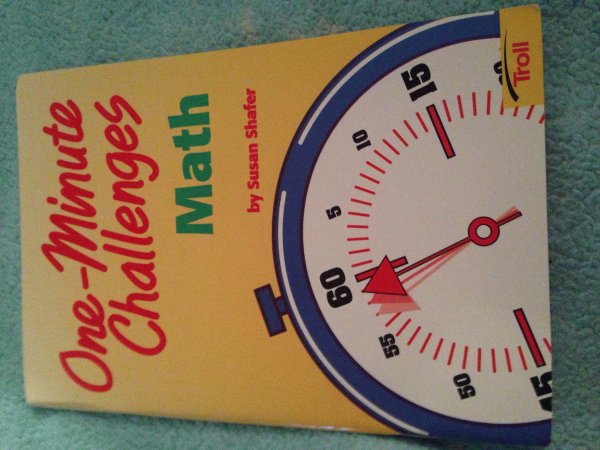 One-Minute
Challenges
Math
by Susan Shafer
60
5
10
15
55
50
45
Troll